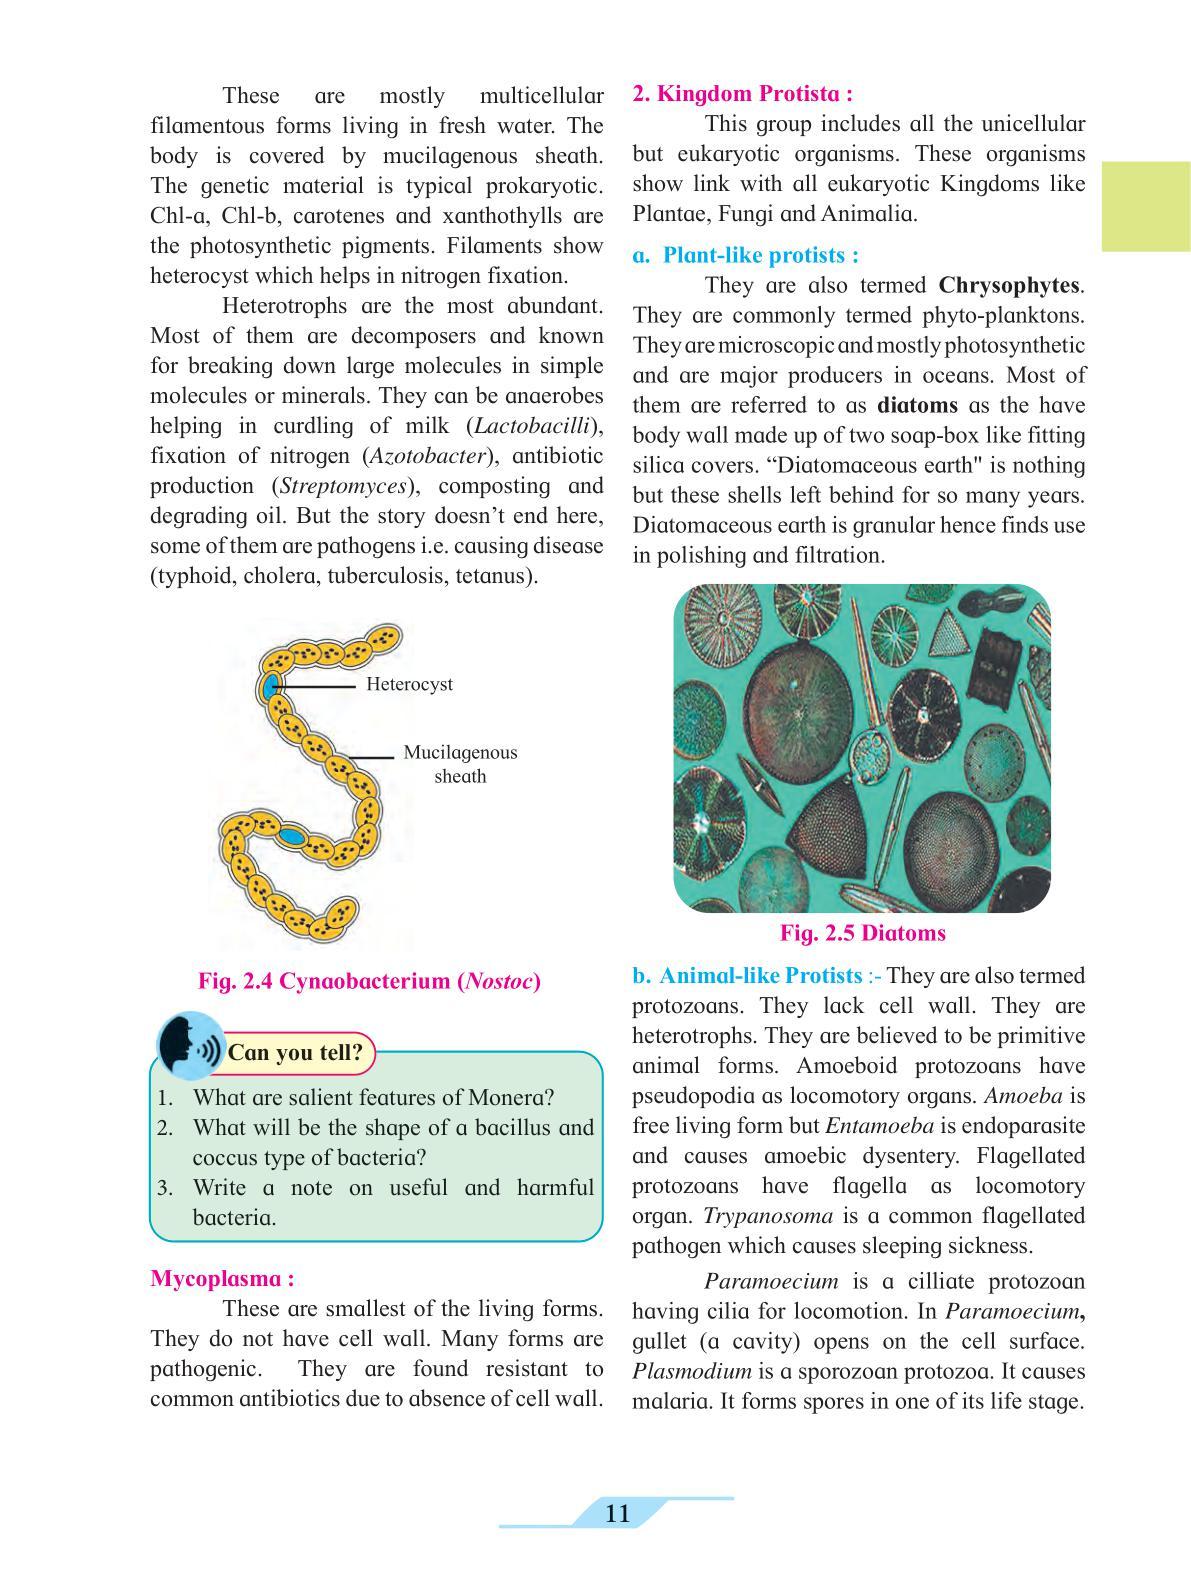 These are mostly multicellular
filamentous forms living in fresh water. The
body is covered by mucilagenous sheath.
The genetic material is typical prokaryotic.
Chl-a, Chl-b, carotenes and xanthothylls are
the photosynthetic pigments. Filaments show
heterocyst which helps in nitrogen fixation.
Heterotrophs are the most abundant.
Most of them are decomposers and known
for breaking down large molecules in simple
molecules or minerals. They can be anaerobes
helping in curdling of milk (Lactobacilli),
fixation of nitrogen (Azotobacter), antibiotic
production (Streptomyces), composting and
degrading oil. But the story doesn’t end here,
some of them are pathogens i.e. causing disease
(typhoid, cholera, tuberculosis, tetanus).
Heterocyst
Mucilagenous
sheath
Fig. 2.4 Cynaobacterium (Nostoc)
Can you tell?
1. What are salient features of Monera?
2. What will be the shape of a bacillus and
coccus type of bacteria?
3. Write a note on useful and harmful
bacteria.
Mycoplasma :
These are smallest of the living forms.
They do not have cell wall. Many forms are
pathogenic. They are found resistant to
common antibiotics due to absence of cell wall.
2. Kingdom Protista :
This group includes all the unicellular
but eukaryotic organisms. These organisms
show link with all eukaryotic Kingdoms like
Plantae, Fungi and Animalia.
a. Plant-like protists :
They are also termed Chrysophytes.
They are commonly termed phyto-planktons.
They are microscopic and mostly photosynthetic
and are major producers in oceans. Most of
them are referred to as diatoms as the have
body wall made up of two soap-box like fitting
silica covers. “Diatomaceous earth" is nothing
but these shells left behind for so many years.
Diatomaceous earth is granular hence finds use
in polishing and filtration.
Fig. 2.5 Diatoms
b. Animal-like Protists :- They are also termed
protozoans. They lack cell wall. They are
heterotrophs. They are believed to be primitive
animal forms. Amoeboid protozoans have
pseudopodia as locomotory organs. Amoeba is
free living form but Entamoeba is endoparasite
and causes amoebic dysentery. Flagellated
protozoans have flagella as locomotory
organ. Trypanosoma is a common flagellated
pathogen which causes sleeping sickness.
Paramoecium is a cilliate protozoan
having cilia for locomotion. In Paramoecium,
gullet (a cavity) opens on the cell surface.
Plasmodium is a sporozoan protozoa. It causes
malaria. It forms spores in one of its life stage.
11